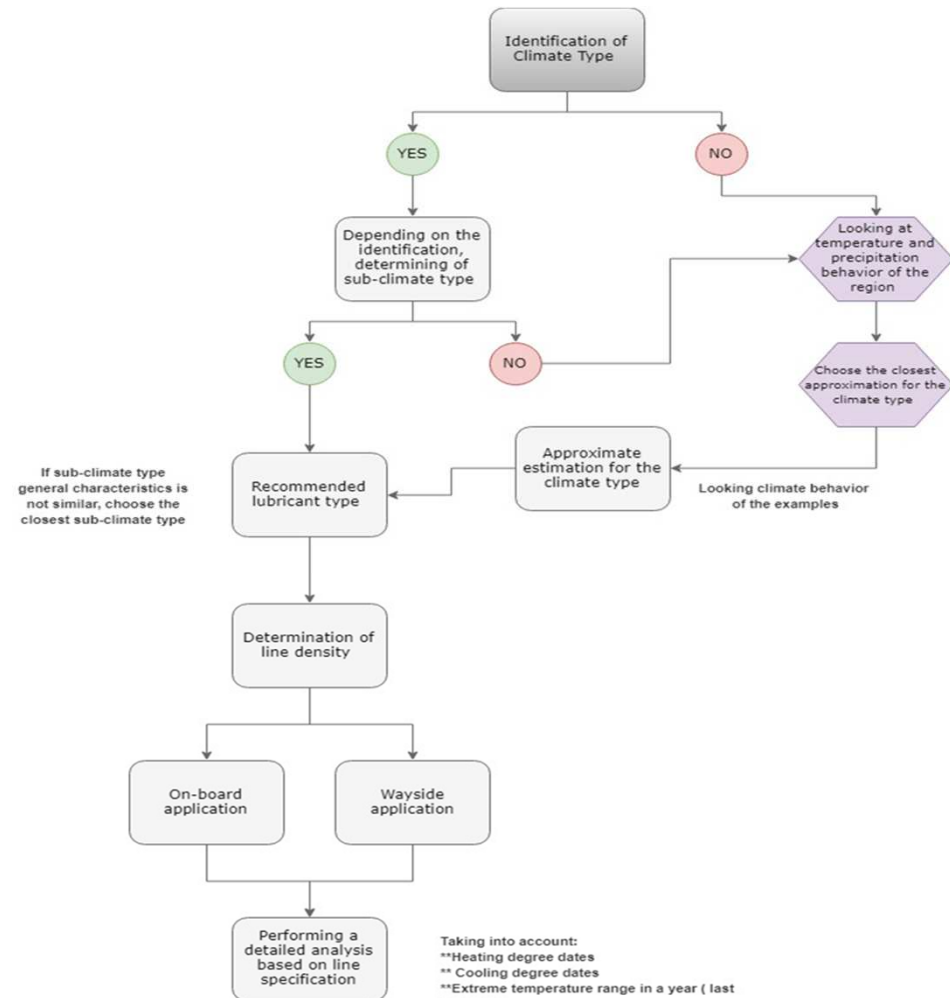 Identification of
Climate Type
YES
NO
Depending on the
identification,
determining of
sub-climate type
Looking at
temperature and
precipitation
behavior of the
region
YES
NO
Choose the closest
approximation for the
climate type
If sub-climate type
general characteristics is
not similar, choose the
closest sub-climate type
Recommended
lubricant type
Approximate
estimation for the
climate type
Looking climate behavior
of the examples
Determination of
line density
On-board
application
Wayside
application
Performing a
detailed analysis
based on line
specification
Taking into account:
**Heating degree dates
** Cooling degree dates
**Extreme temperature range in a year ( last